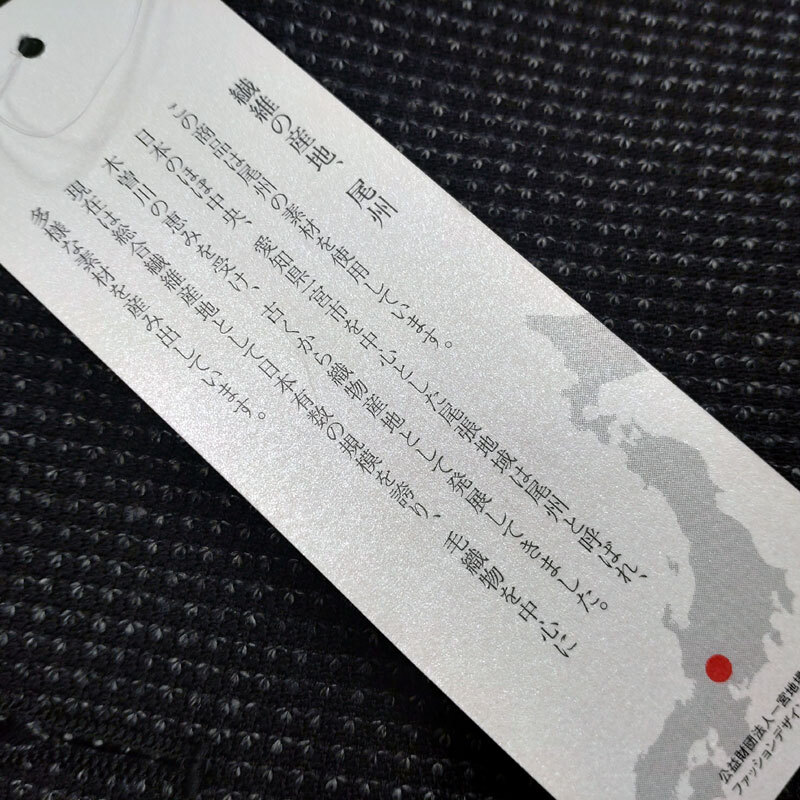 繊維の産地、尾州
この商品は尾州の素材を使用しています。
日本のほぼ中央、愛知県一宮市を中心とした尾張地域は尾州と呼ばれ、
木曽川の恵みを受け、古くから織物産地として発展してきました。
現在は総合繊維産地として日本有数の規模を誇り、毛織物を中心に
多様な素材を産み出しています。
公益財団法人一宮地場
ファッションデザイン